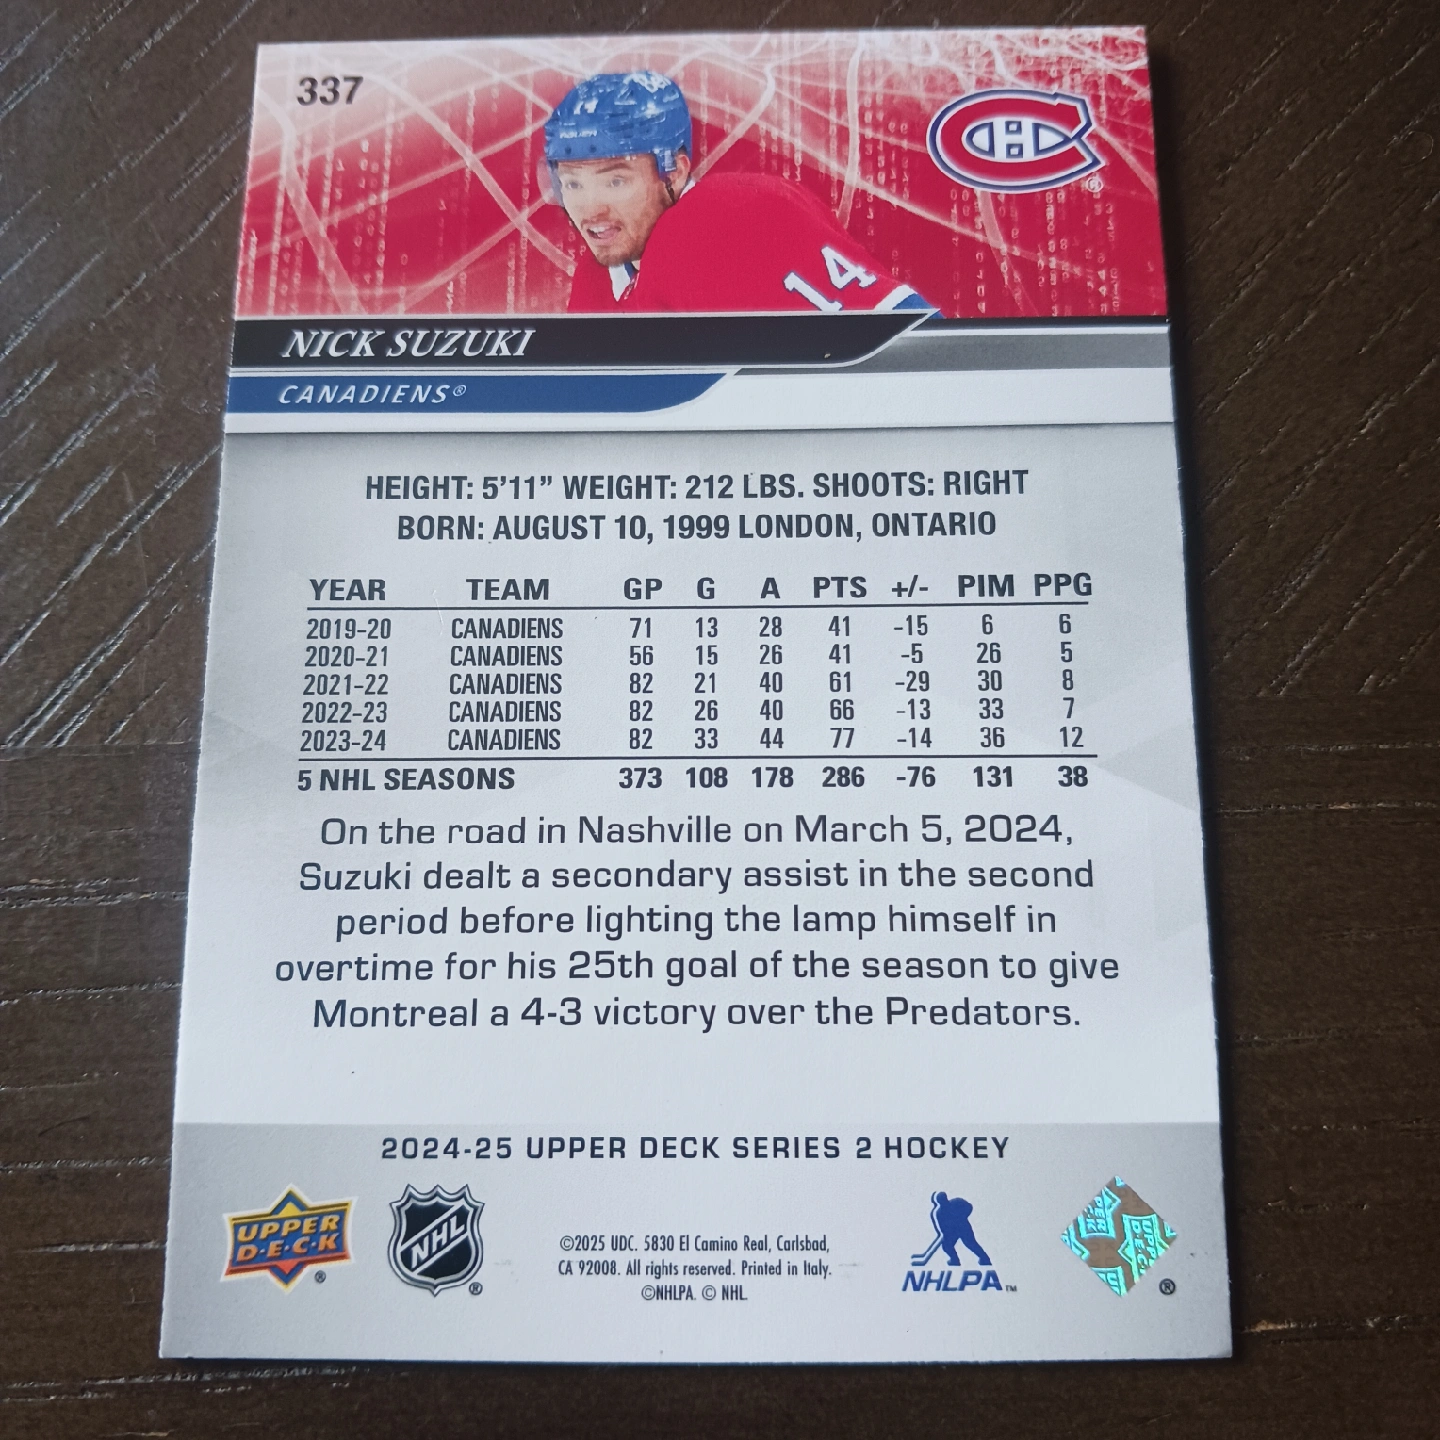 337
14
NICK SUZUKI
CANADIENS®
HEIGHT: 5'11" WEIGHT: 212 LBS. SHOOTS: RIGHT
BORN: AUGUST 10, 1999 LONDON, ONTARIO
YEAR TEAM GP G A PTS +/- PIM PPG
2019-20 CANADIENS 71 13 28 41 -15 6 6
2020-21 CANADIENS 56 15 26 41 -5 26 5
2021-22 CANADIENS 82 21 40 61 -29 30 8
2022-23 CANADIENS 82 26 40 66 -13 33 7
2023-24 CANADIENS 82 33 44 77 -14 36 12
5 NHL SEASONS 373 108 178 286 -76 131 38
On the road in Nashville on March 5, 2024,
Suzuki dealt a secondary assist in the second
period before lighting the lamp himself in
overtime for his 25th goal of the season to give
Montreal a 4-3 victory over the Predators.
2024-25 UPPER DECK SERIES 2 HOCKEY
UPPER
D·E·C·K ®
NHL ®
©2025 UDC. 5830 El Camino Real, Carlsbad,
CA 92008. All rights reserved. Printed in Italy.
©NHLPA. © NHL.
NHLPA™
®